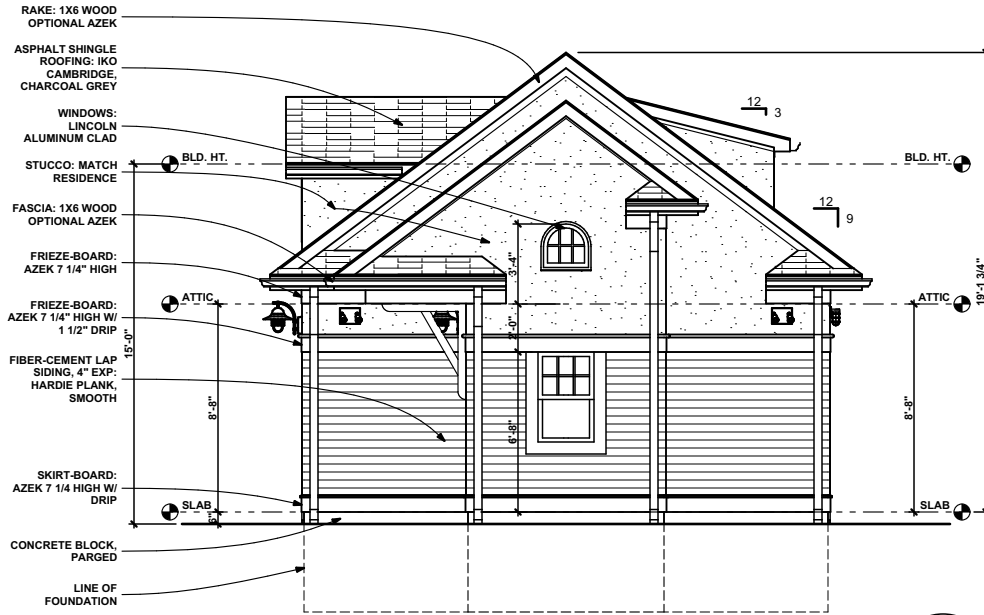 RAKE: 1X6 WOOD
OPTIONAL AZEK
ASPHALT SHINGLE
ROOFING: IKO
CAMBRIDGE,
CHARCOAL GREY
WINDOWS:
LINCOLN
ALUMINUM CLAD
STUCCO: MATCH
RESIDENCE
FASCIA: 1X6 WOOD
OPTIONAL AZEK
FRIEZE-BOARD:
AZEK 7 1/4" HIGH
FRIEZE-BOARD:
AZEK 7 1/4" HIGH W/
1 1/2" DRIP
FIBER-CEMENT LAP
SIDING, 4" EXP:
HARDIE PLANK,
SMOOTH
SKIRT-BOARD:
AZEK 7 1/4 HIGH W/
DRIP
CONCRETE BLOCK,
PARGED
LINE OF
FOUNDATION
BLD. HT.
ATTIC
SLAB
15'-0"
8'-8"
6"
3'-4"
2'-0"
6'-8"
12
3
12
9
BLD. HT.
ATTIC
SLAB
8'-8"
19'-1 3/4"